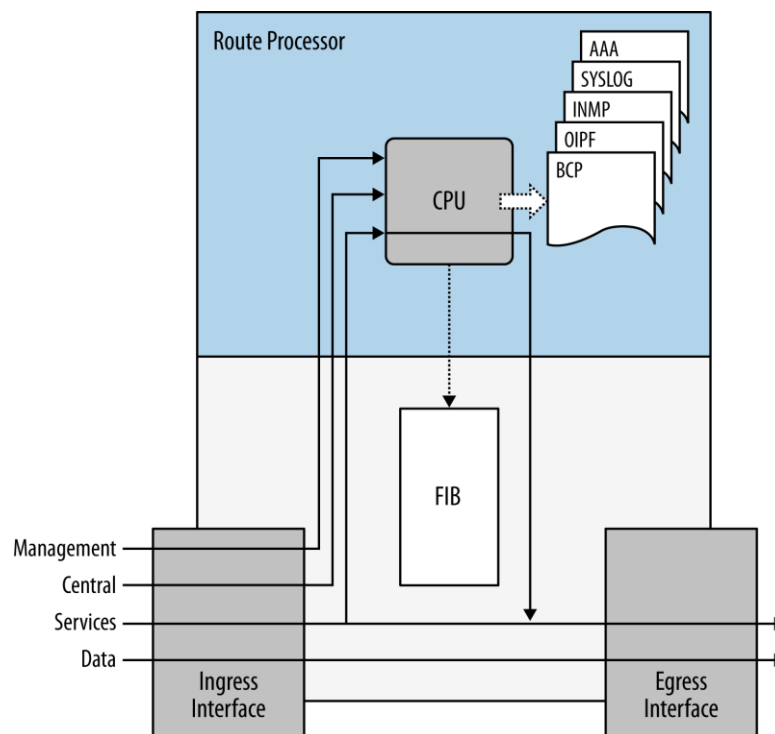 Route Processor
AAA
SYSLOG
INMP
OIPF
BCP
CPU
FIB
Management
Central
Services
Data
Ingress
Interface
Egress
Interface